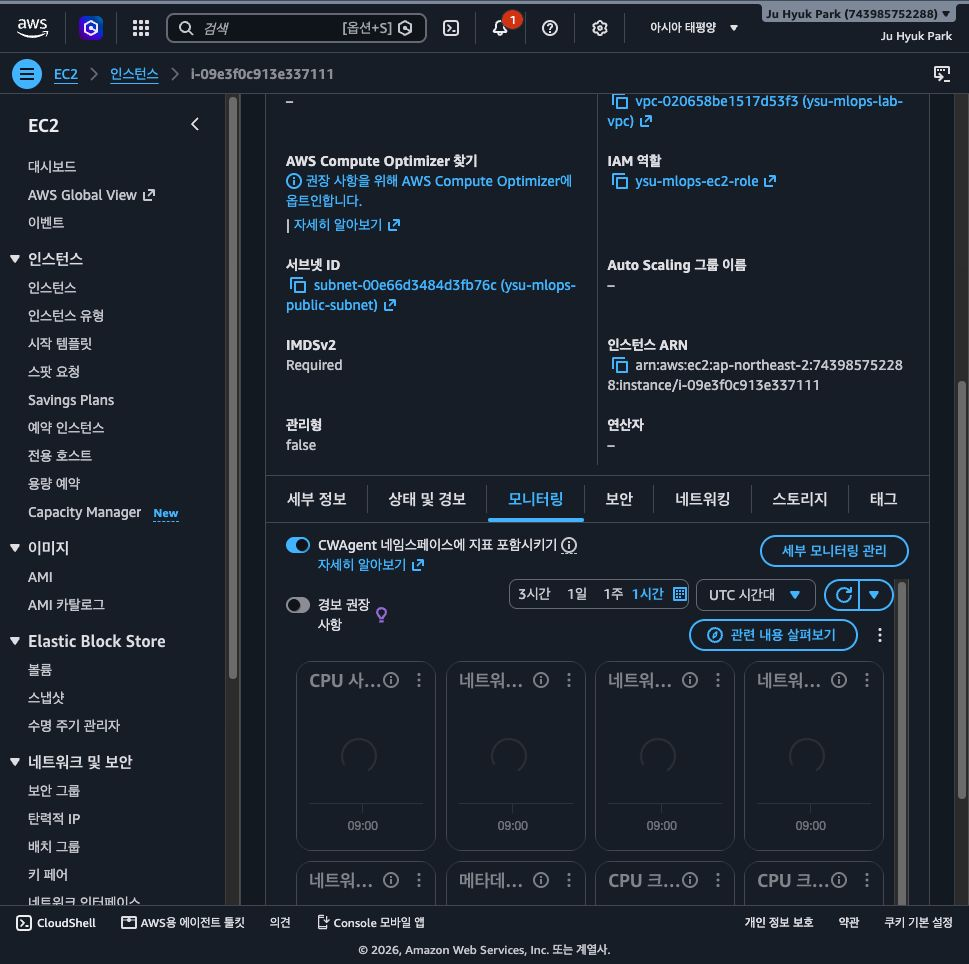 aws
검색
[옵션+S]
1
아시아 태평양
Ju Hyuk Park (743985752288)
Ju Hyuk Park
EC2
인스턴스
i-09e3f0c913e337111
EC2
대시보드
AWS Global View
이벤트
인스턴스
인스턴스
인스턴스 유형
시작 템플릿
스팟 요청
Savings Plans
예약 인스턴스
전용 호스트
용량 예약
Capacity Manager New
이미지
AMI
AMI 카탈로그
Elastic Block Store
볼륨
스냅샷
수명 주기 관리자
네트워크 및 보안
보안 그룹
탄력적 IP
배치 그룹
키 페어
네트워크 인터페이스
–
vpc-020658be1517d53f3 (ysu-mlops-lab-
vpc)
AWS Compute Optimizer 찾기
권장 사항을 위해 AWS Compute Optimizer에
옵트인합니다.
| 자세히 알아보기
IAM 역할
ysu-mlops-ec2-role
서브넷 ID
subnet-00e66d3484d3fb76c (ysu-mlops-
public-subnet)
Auto Scaling 그룹 이름
–
IMDSv2
Required
인스턴스 ARN
arn:aws:ec2:ap-northeast-2:74398575228
8:instance/i-09e3f0c913e337111
관리형
false
연산자
–
세부 정보
상태 및 경보
모니터링
보안
네트워킹
스토리지
태그
CWAgent 네임스페이스에 지표 포함시키기
자세히 알아보기
세부 모니터링 관리
경보 권장
사항
3시간
1일
1주
1시간
UTC 시간대
관련 내용 살펴보기
CPU 사...
09:00
네트워...
09:00
네트워...
09:00
네트워...
09:00
네트워...
메타데...
CPU 크...
CPU 크...
CloudShell
AWS용 에이전트 툴킷
의견
Console 모바일 앱
개인 정보 보호
약관
쿠키 기본 설정
© 2026, Amazon Web Services, Inc. 또는 계열사.